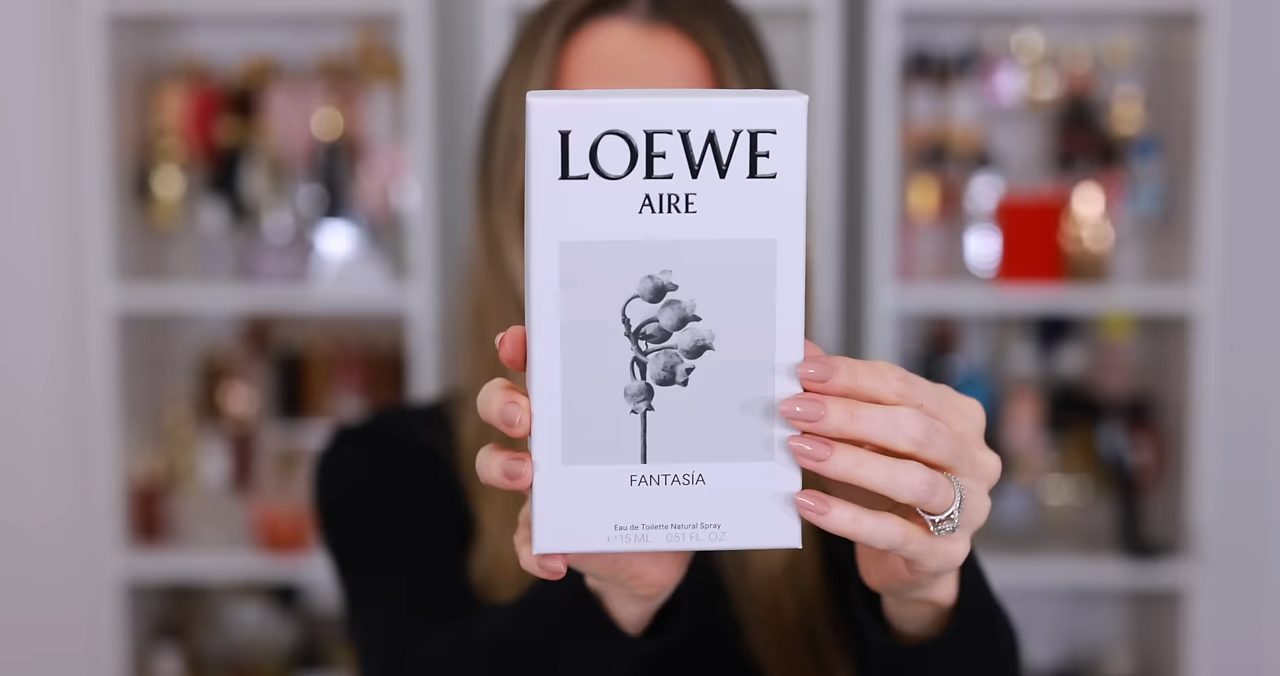 LOEWE
AIRE
FANTASÍA
Eau de Toilette Natural Spray
15 ML 0.51 FL. OZ.